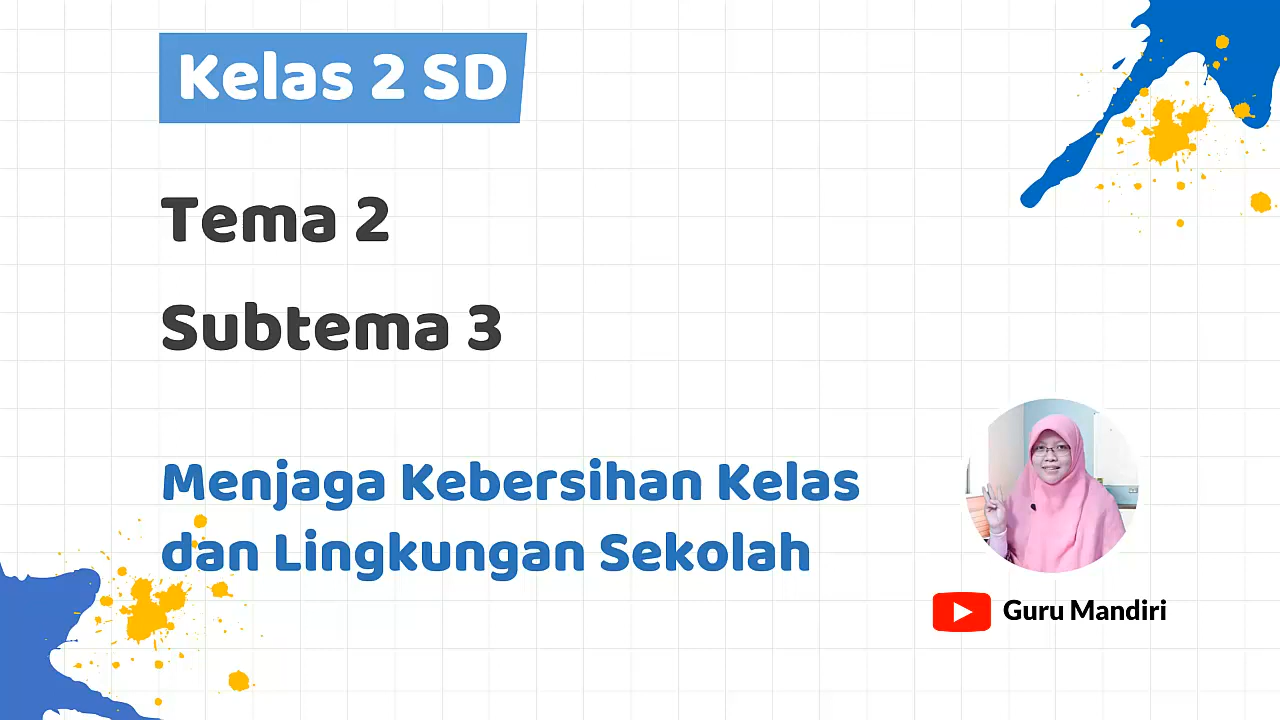 Kelas 2 SD
Tema 2
Subtema 3
Menjaga Kebersihan Kelas
dan Lingkungan Sekolah
Guru Mandiri